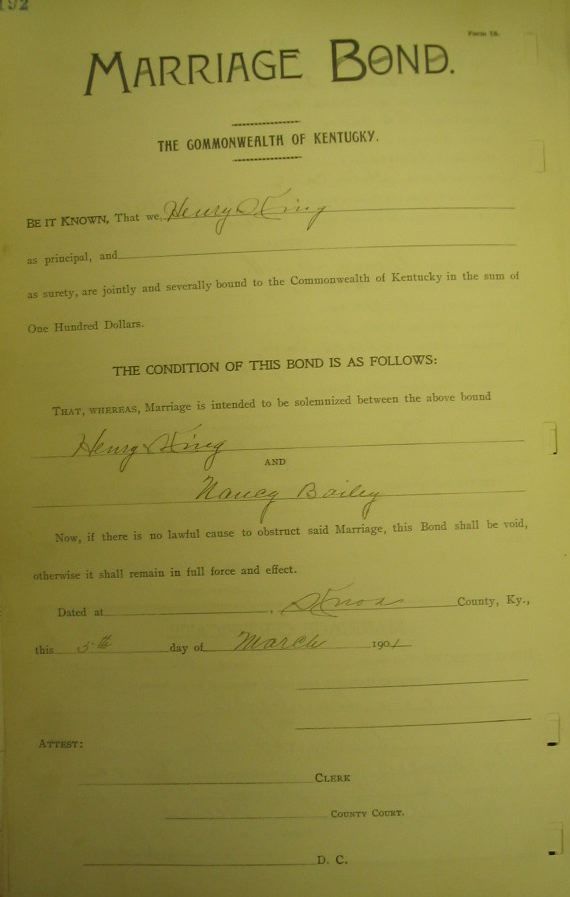 192
Form 16.
MARRIAGE BOND.
THE COMMONWEALTH OF KENTUCKY.
BE IT KNOWN, That we, Henry King
as principal, and
as surety, are jointly and severally bound to the Commonwealth of Kentucky in the sum of
One Hundred Dollars.
THE CONDITION OF THIS BOND IS AS FOLLOWS:
THAT, WHEREAS, Marriage is intended to be solemnized between the above bound
Henry King
AND
Nancy Bailey
Now, if there is no lawful cause to obstruct said Marriage, this Bond shall be void,
otherwise it shall remain in full force and effect.
Dated at , Knox County, Ky.,
this 5th day of March 1901
ATTEST:
CLERK
COUNTY COURT.
D. C.